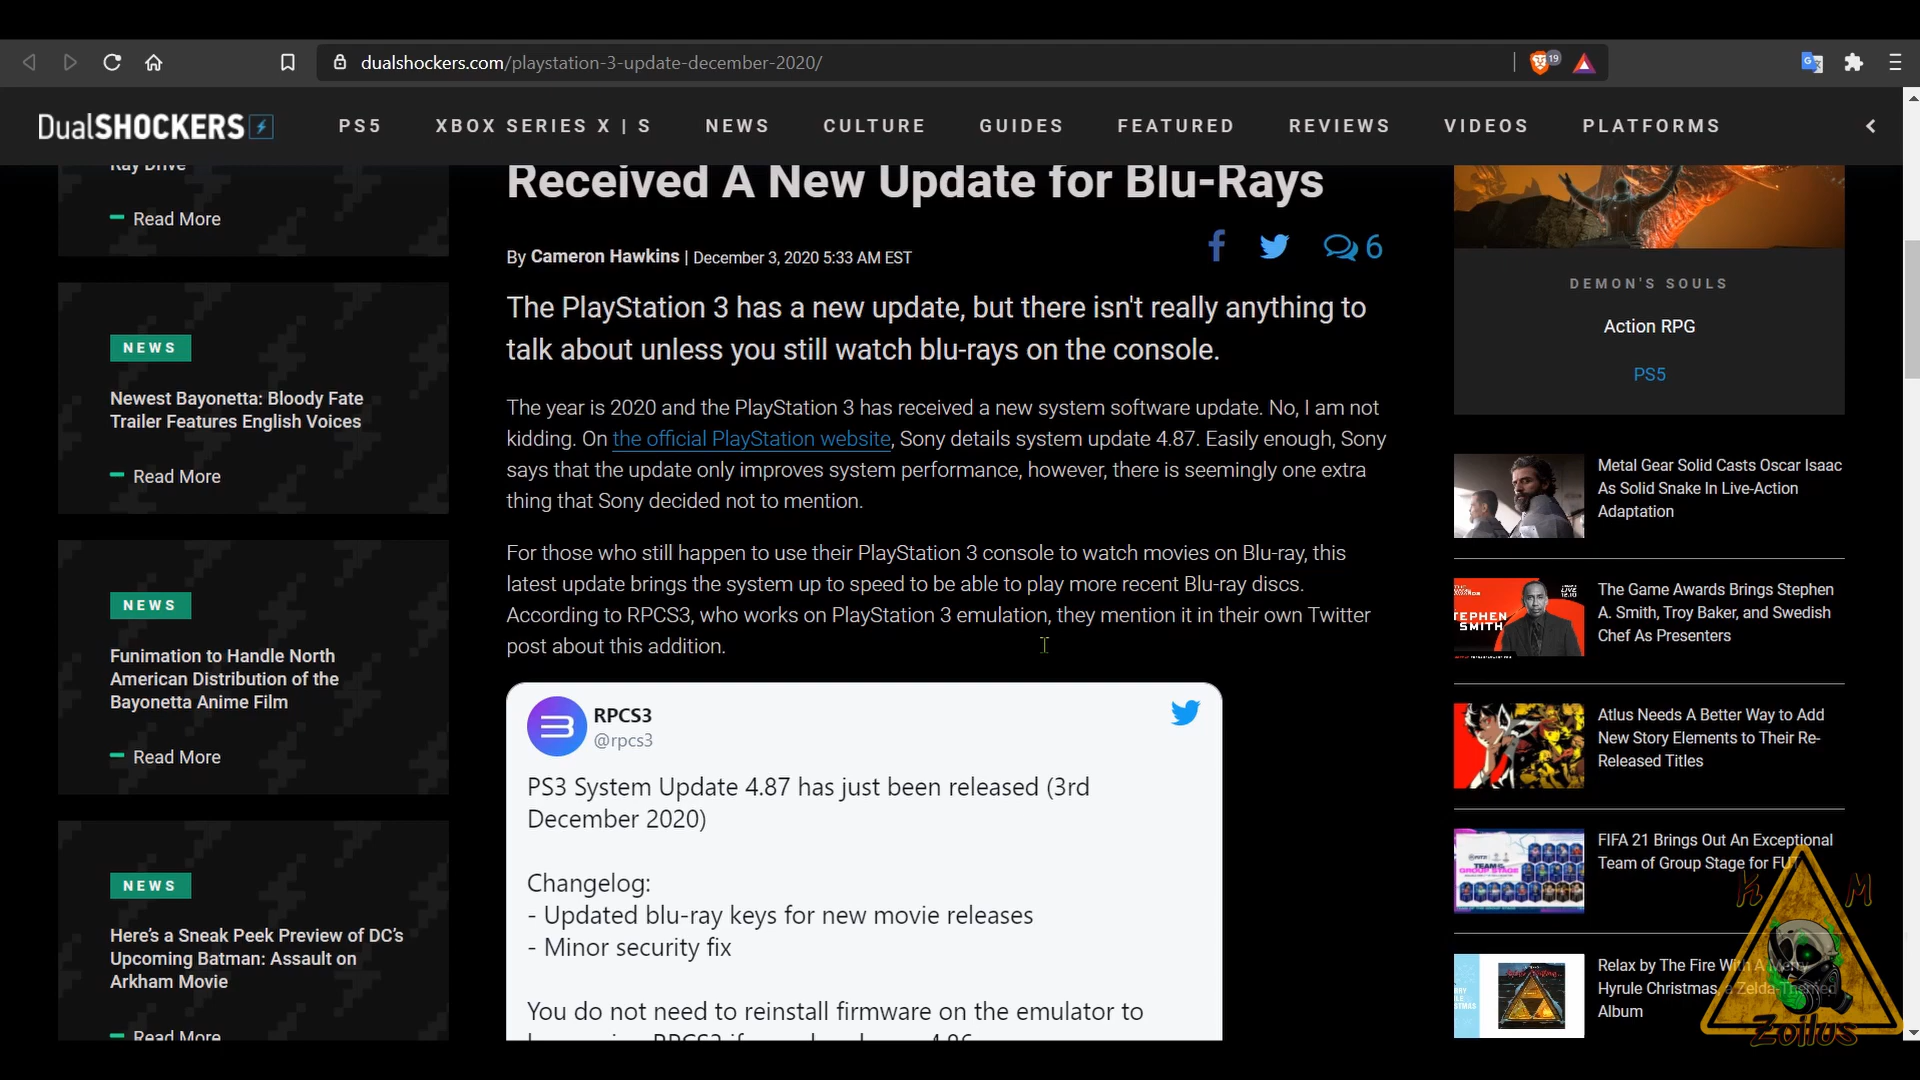 dualshockers.com/playstation-3-update-december-2020/
19
DualSHOCKERS
PS5
XBOX SERIES X | S
NEWS
CULTURE
GUIDES
FEATURED
REVIEWS
VIDEOS
PLATFORMS
Ray Drive
Read More
NEWS
Newest Bayonetta: Bloody Fate
Trailer Features English Voices
Read More
NEWS
Funimation to Handle North
American Distribution of the
Bayonetta Anime Film
Read More
NEWS
Here's a Sneak Peek Preview of DC's
Upcoming Batman: Assault on
Arkham Movie
Read More
Received A New Update for Blu-Rays
By Cameron Hawkins | December 3, 2020 5:33 AM EST
6
The PlayStation 3 has a new update, but there isn't really anything to
talk about unless you still watch blu-rays on the console.
The year is 2020 and the PlayStation 3 has received a new system software update. No, I am not
kidding. On the official PlayStation website, Sony details system update 4.87. Easily enough, Sony
says that the update only improves system performance, however, there is seemingly one extra
thing that Sony decided not to mention.
For those who still happen to use their PlayStation 3 console to watch movies on Blu-ray, this
latest update brings the system up to speed to be able to play more recent Blu-ray discs.
According to RPCS3, who works on PlayStation 3 emulation, they mention it in their own Twitter
post about this addition.
RPCS3
@rpcs3
PS3 System Update 4.87 has just been released (3rd
December 2020)
Changelog:
- Updated blu-ray keys for new movie releases
- Minor security fix
You do not need to reinstall firmware on the emulator to
DEMON'S SOULS
Action RPG
PS5
Metal Gear Solid Casts Oscar Isaac
As Solid Snake In Live-Action
Adaptation
STEPHEN
SMITH
The Game Awards Brings Stephen
A. Smith, Troy Baker, and Swedish
Chef As Presenters
Atlus Needs A Better Way to Add
New Story Elements to Their Re-
Released Titles
TEAM OF
GROUP STAGE
FIFA 21 Brings Out An Exceptional
Team of Group Stage for FUT
Relax by The Fire With A Merry
Hyrule Christmas, a Zelda-Themed
Album
K M
Zoilus